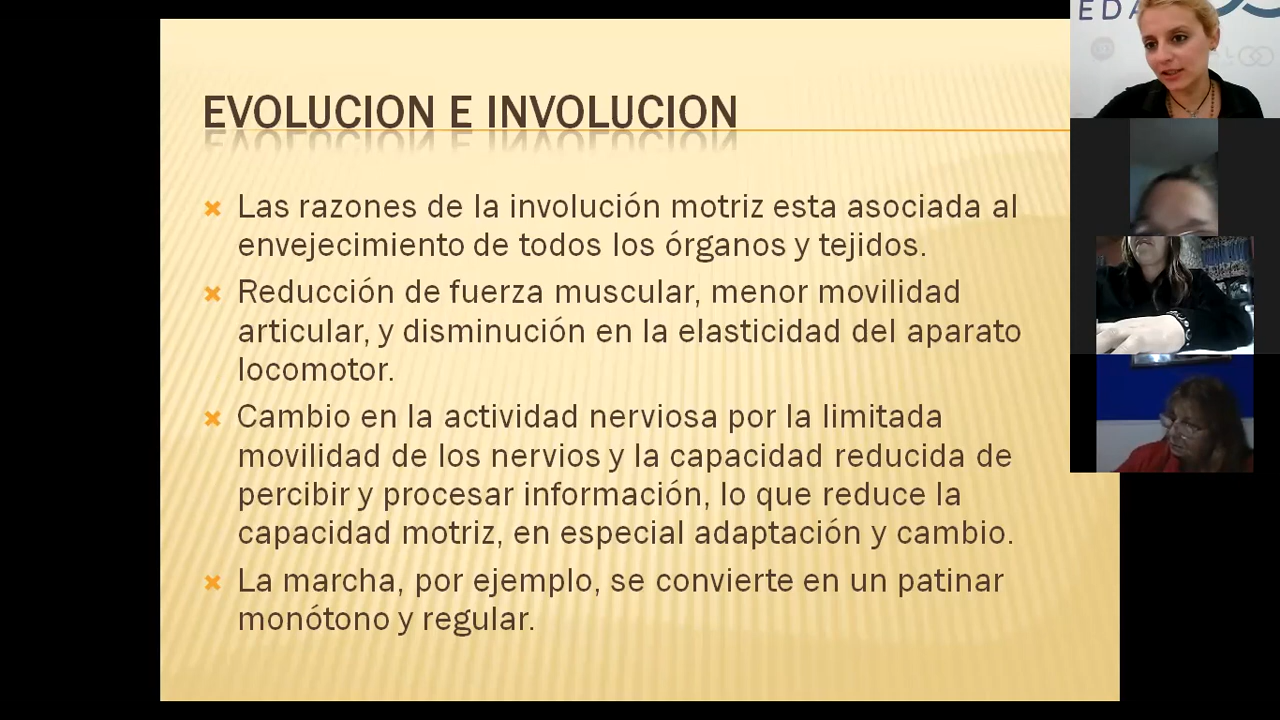 EVOLUCION E INVOLUCION
Las razones de la involución motriz esta asociada al
envejecimiento de todos los órganos y tejidos.
Reducción de fuerza muscular, menor movilidad
articular, y disminución en la elasticidad del aparato
locomotor.
Cambio en la actividad nerviosa por la limitada
movilidad de los nervios y la capacidad reducida de
percibir y procesar información, lo que reduce la
capacidad motriz, en especial adaptación y cambio.
La marcha, por ejemplo, se convierte en un patinar
monótono y regular.